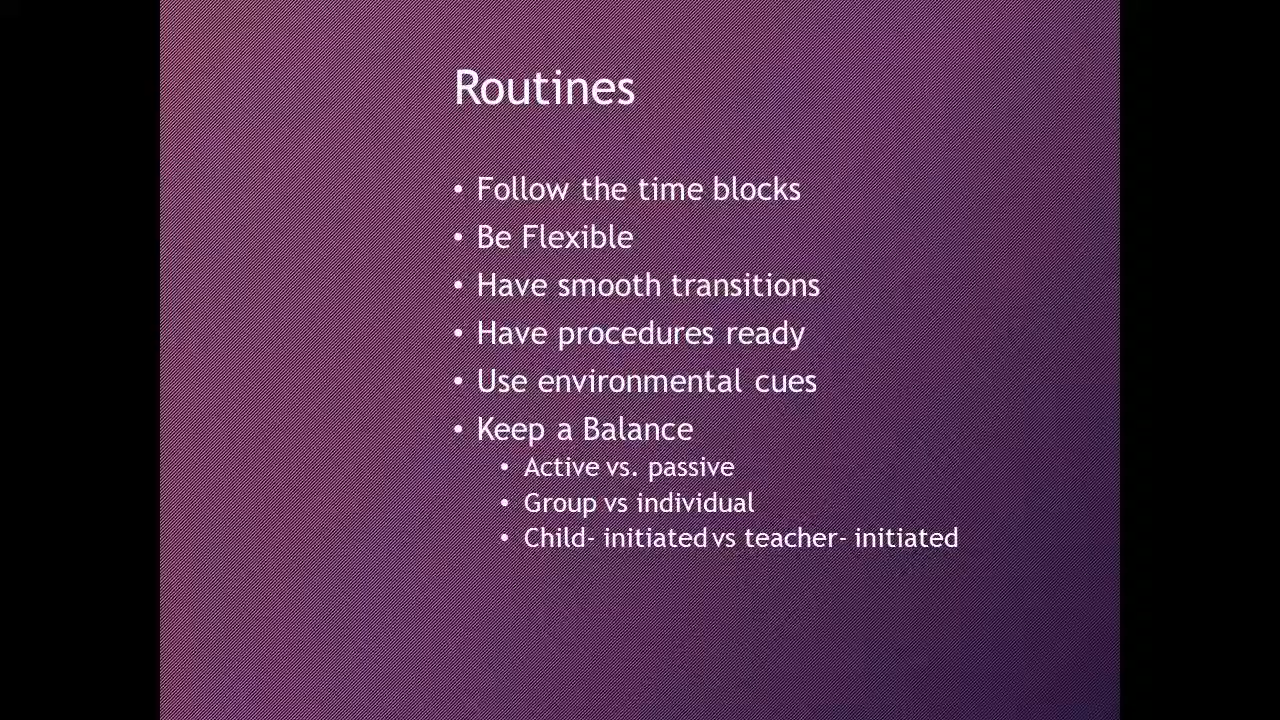 Routines
• Follow the time blocks
• Be Flexible
• Have smooth transitions
• Have procedures ready
• Use environmental cues
• Keep a Balance
• Active vs. passive
• Group vs individual
• Child- initiated vs teacher- initiated